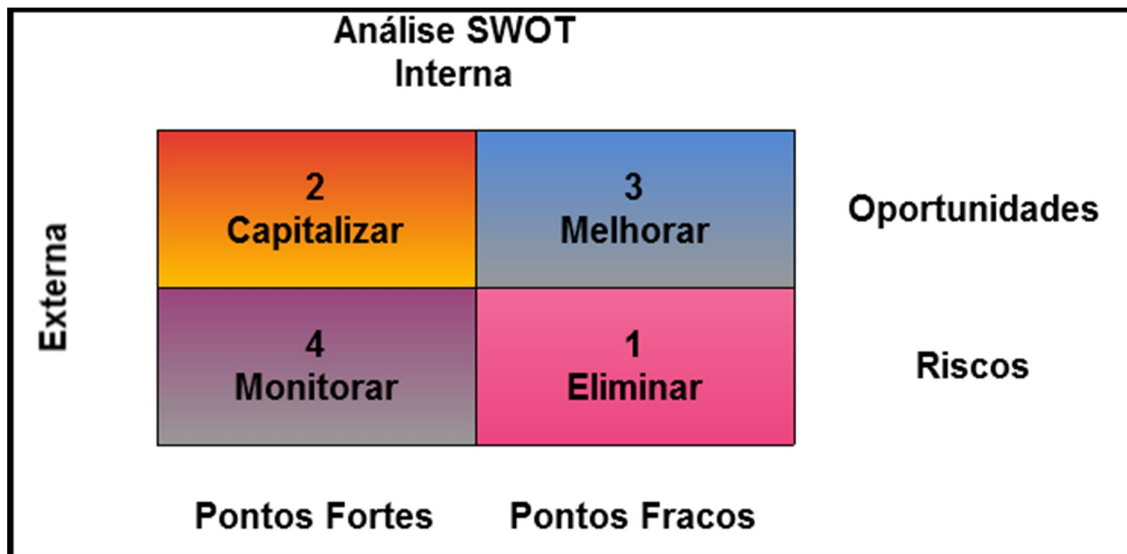 Análise SWOT
Interna
2
Capitalizar
3
Melhorar
Oportunidades
Externa
4
Monitorar
1
Eliminar
Riscos
Pontos Fortes
Pontos Fracos